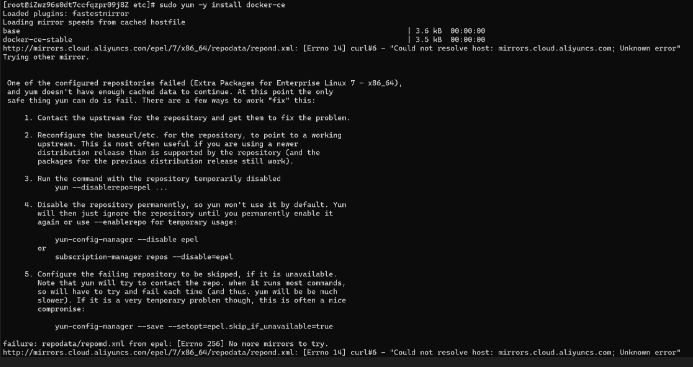 [root@iZwz96s0dt7ccfqzpr09j8Z etc]# sudo yum -y install docker-ce
Loaded plugins: fastestmirror
Loading mirror speeds from cached hostfile
base | 3.6 kB 00:00:00
docker-ce-stable | 3.5 kB 00:00:00
http://mirrors.cloud.aliyuncs.com/epel/7/x86_64/repodata/repomd.xml: [Errno 14] curl#6 - "Could not resolve host: mirrors.cloud.aliyuncs.com; Unknown error"
Trying other mirror.
One of the configured repositories failed (Extra Packages for Enterprise Linux 7 - x86_64),
and yum doesn't have enough cached data to continue. At this point the only
safe thing yum can do is fail. There are a few ways to work "fix" this:
1. Contact the upstream for the repository and get them to fix the problem.
2. Reconfigure the baseurl/etc. for the repository, to point to a working
upstream. This is most often useful if you are using a newer
distribution release than is supported by the repository (and the
packages for the previous distribution release still work).
3. Run the command with the repository temporarily disabled
yum --disablerepo=epel ...
4. Disable the repository permanently, so yum won't use it by default. Yum
will then just ignore the repository until you permanently enable it
again or use --enablerepo for temporary usage:
yum-config-manager --disable epel
or
subscription-manager repos --disable=epel
5. Configure the failing repository to be skipped, if it is unavailable.
Note that yum will try to contact the repo. when it runs most commands,
so will have to try and fail each time (and thus. yum will be be much
slower). If it is a very temporary problem though, this is often a nice
compromise:
yum-config-manager --save --setopt=epel.skip_if_unavailable=true
failure: repodata/repomd.xml from epel: [Errno 256] No more mirrors to try.
http://mirrors.cloud.aliyuncs.com/epel/7/x86_64/repodata/repomd.xml: [Errno 14] curl#6 - "Could not resolve host: mirrors.cloud.aliyuncs.com; Unknown error"